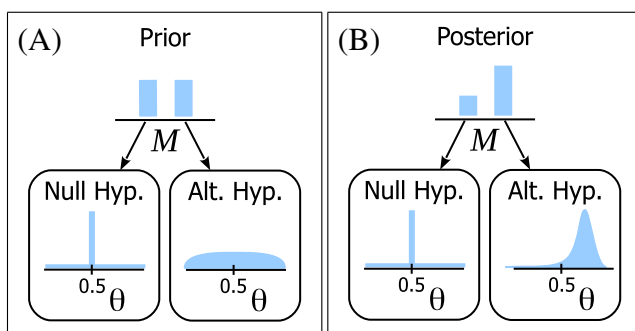 (A)
Prior
M
Null Hyp.
Alt. Hyp.
0.5
θ
0.5
θ
(B)
Posterior
M
Null Hyp.
Alt. Hyp.
0.5
θ
0.5
θ